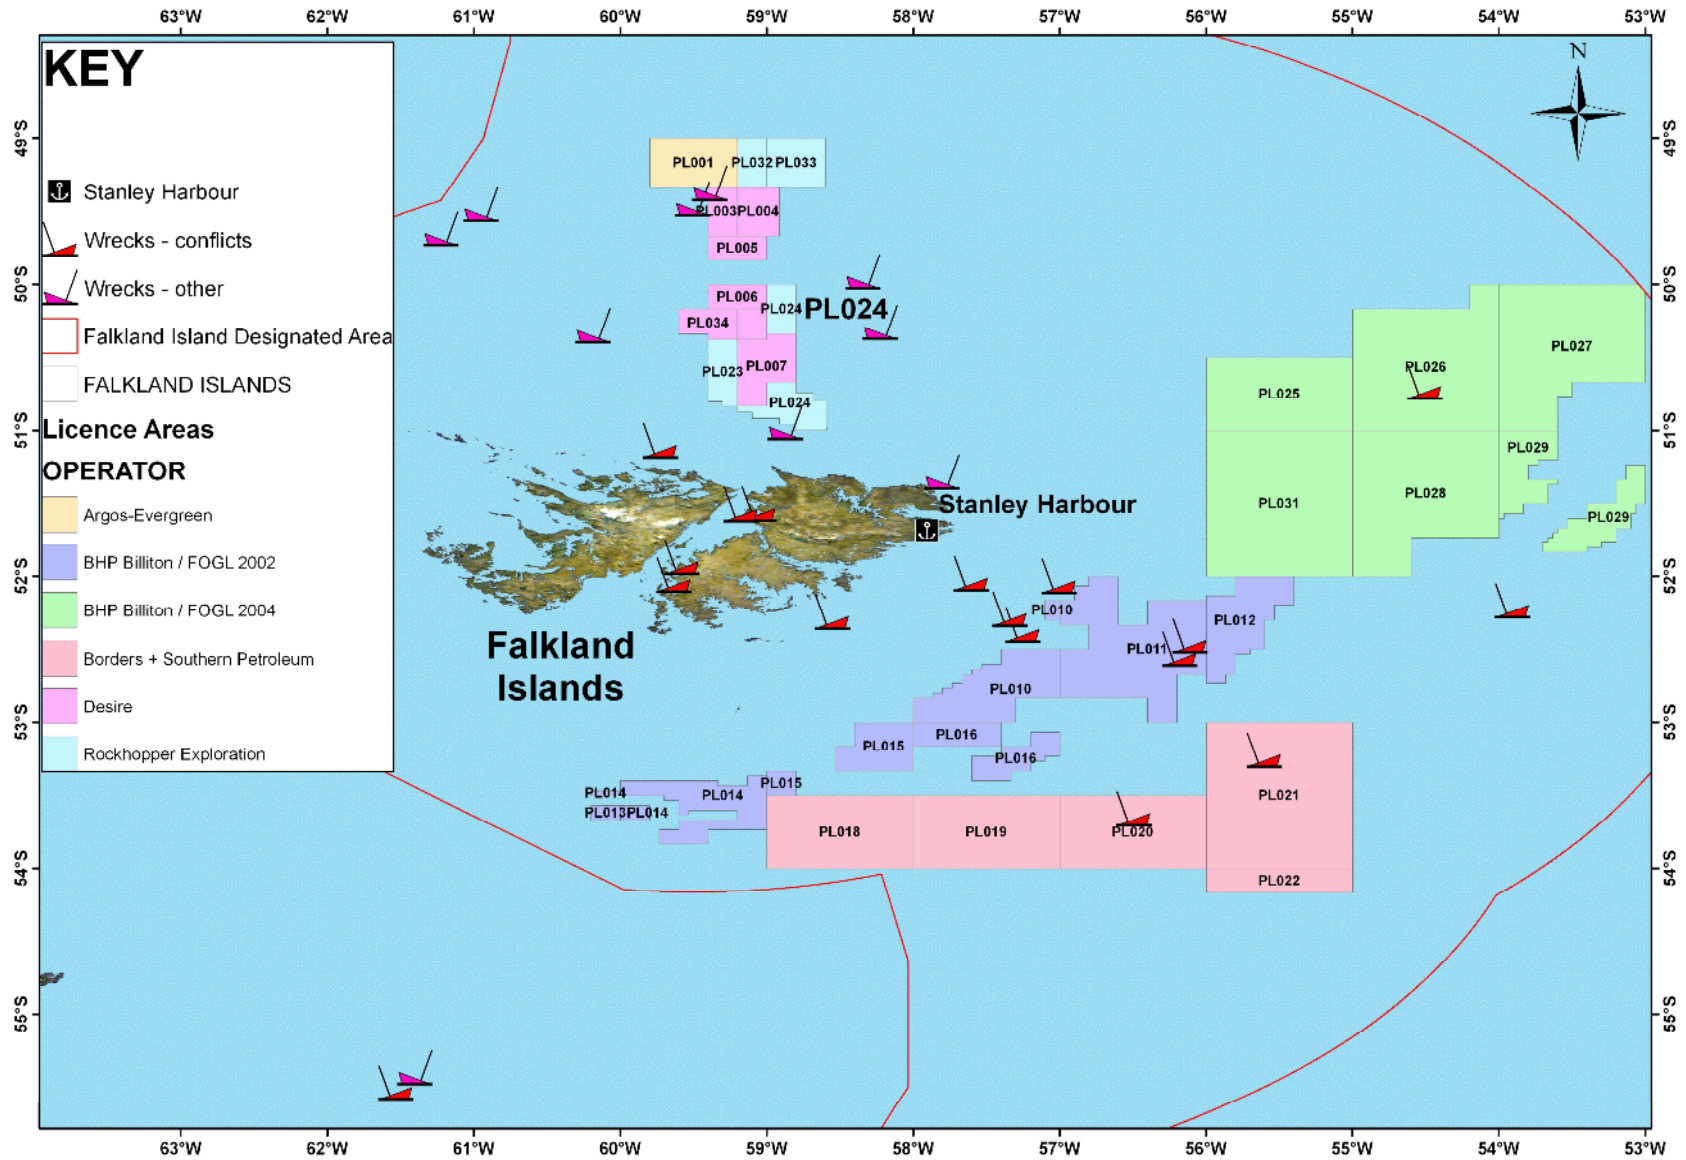 63°W 62°W 61°W 60°W 59°W 58°W 57°W 56°W 55°W 54°W 53°W
KEY
N
49°S
49°S
Stanley Harbour
Wrecks - conflicts
Wrecks - other
Falkland Island Designated Area
FALKLAND ISLANDS
Licence Areas
OPERATOR
Argos-Evergreen
BHP Billiton / FOGL 2002
BHP Billiton / FOGL 2004
Borders + Southern Petroleum
Desire
Rockhopper Exploration
PL001 PL032 PL033
PL003 PL004
PL005
50°S
50°S
PL006
PL024 PL024
PL034
PL023 PL007
PL024
PL027
PL026
PL025
51°S
51°S
PL029
PL028
PL031
PL029
Stanley Harbour
52°S
52°S
Falkland
Islands
PL010
PL012
PL011
PL010
53°S
53°S
PL016
PL015
PL016
PL015
PL014
PL014
PL013 PL014
PL021
PL018 PL019 PL020
54°S
54°S
PL022
55°S
55°S
63°W 62°W 61°W 60°W 59°W 58°W 57°W 56°W 55°W 54°W 53°W